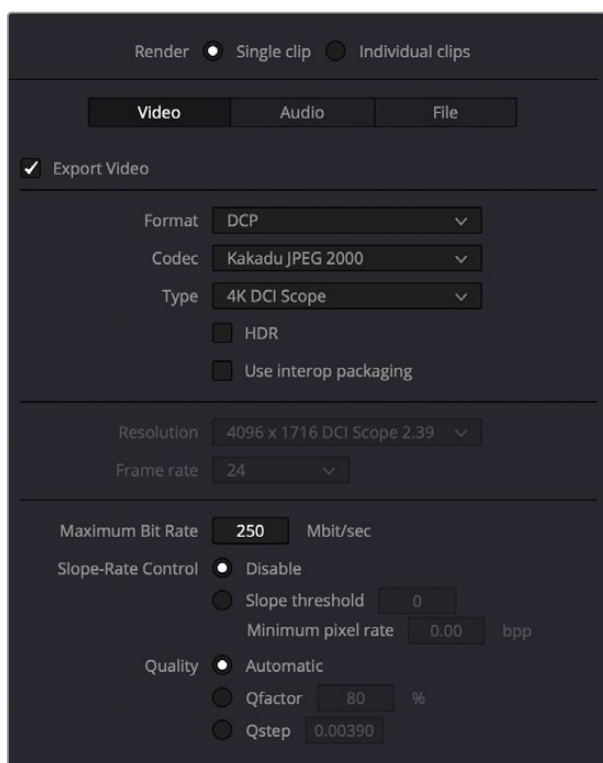 Render Single clip Individual clips
Video Audio File
Export Video
Format DCP
Codec Kakadu JPEG 2000
Type 4K DCI Scope
HDR
Use interop packaging
Resolution 4096 x 1716 DCI Scope 2.39
Frame rate 24
Maximum Bit Rate 250 Mbit/sec
Slope-Rate Control Disable
Slope threshold 0
Minimum pixel rate 0.00 bpp
Quality Automatic
Qfactor 80 %
Qstep 0.00390